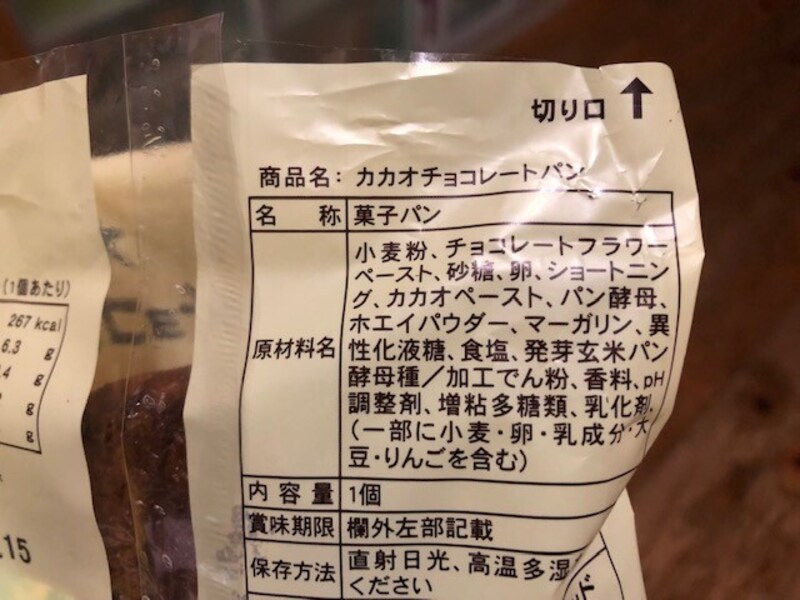 切り口
商品名: カカオチョコレートパン
名 称 菓子パン
原材料名
小麦粉、チョコレートフラワー
ペースト、砂糖、卵、ショートニン
グ、カカオペースト、パン酵母、
ホエイパウダー、マーガリン、異
性化液糖、食塩、発芽玄米パン
酵母種/加工でん粉、香料、pH
調整剤、増粘多糖類、乳化剤、
(一部に小麦・卵・乳成分・大
豆・りんごを含む)
内容量 1個
賞味期限 欄外左部記載
保存方法 直射日光、高温多湿
ください
(1個あたり)
267 kcal
6.3 g
.4 g
g
g
.15